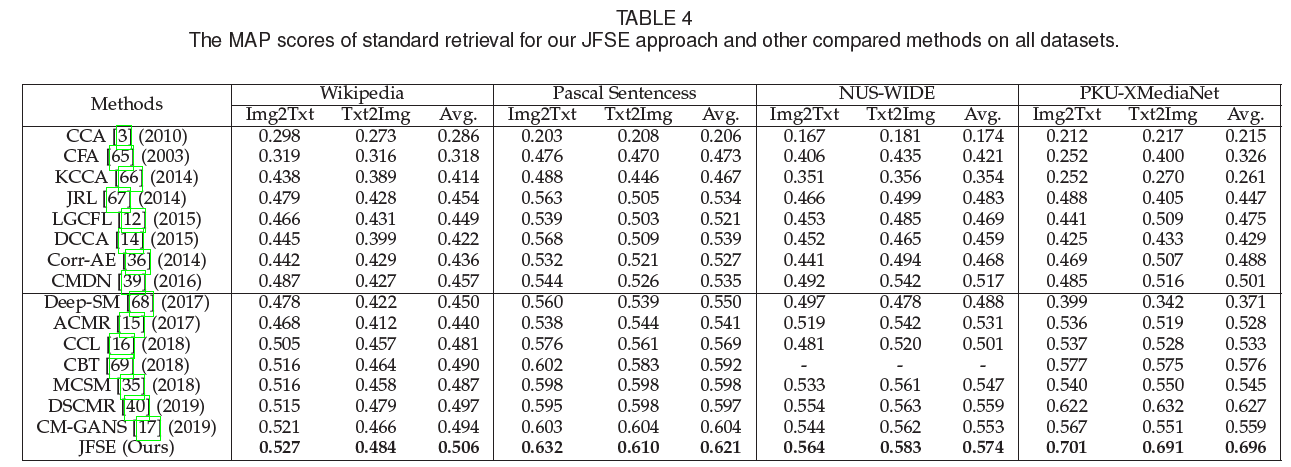 TABLE 4
The MAP scores of standard retrieval for our JFSE approach and other compared methods on all datasets.
Methods Wikipedia Pascal Sentencess NUS-WIDE PKU-XMediaNet
Img2Txt Txt2Img Avg. Img2Txt Txt2Img Avg. Img2Txt Txt2Img Avg. Img2Txt Txt2Img Avg.
CCA [3] (2010) 0.298 0.273 0.286 0.203 0.208 0.206 0.167 0.181 0.174 0.212 0.217 0.215
CFA [65] (2003) 0.319 0.316 0.318 0.476 0.470 0.473 0.406 0.435 0.421 0.252 0.400 0.326
KCCA [66] (2014) 0.438 0.389 0.414 0.488 0.446 0.467 0.351 0.356 0.354 0.252 0.270 0.261
JRL [67] (2014) 0.479 0.428 0.454 0.563 0.505 0.534 0.466 0.499 0.483 0.488 0.405 0.447
LGCFL [12] (2015) 0.466 0.431 0.449 0.539 0.503 0.521 0.453 0.485 0.469 0.441 0.509 0.475
DCCA [14] (2015) 0.445 0.399 0.422 0.568 0.509 0.539 0.452 0.465 0.459 0.425 0.433 0.429
Corr-AE [36] (2014) 0.442 0.429 0.436 0.532 0.521 0.527 0.441 0.494 0.468 0.469 0.507 0.488
CMDN [39] (2016) 0.487 0.427 0.457 0.544 0.526 0.535 0.492 0.542 0.517 0.485 0.516 0.501
Deep-SM [68] (2017) 0.478 0.422 0.450 0.560 0.539 0.550 0.497 0.478 0.488 0.399 0.342 0.371
ACMR [15] (2017) 0.468 0.412 0.440 0.538 0.544 0.541 0.519 0.542 0.531 0.536 0.519 0.528
CCL [16] (2018) 0.505 0.457 0.481 0.576 0.561 0.569 0.481 0.520 0.501 0.537 0.528 0.533
CBT [69] (2018) 0.516 0.464 0.490 0.602 0.583 0.592 - - - 0.577 0.575 0.576
MCSM [35] (2018) 0.516 0.458 0.487 0.598 0.598 0.598 0.533 0.561 0.547 0.540 0.550 0.545
DSCMR [40] (2019) 0.515 0.479 0.497 0.595 0.598 0.597 0.554 0.563 0.559 0.622 0.632 0.627
CM-GANS [17] (2019) 0.521 0.466 0.494 0.603 0.604 0.604 0.544 0.562 0.553 0.567 0.551 0.559
JFSE (Ours) 0.527 0.484 0.506 0.632 0.610 0.621 0.564 0.583 0.574 0.701 0.691 0.696